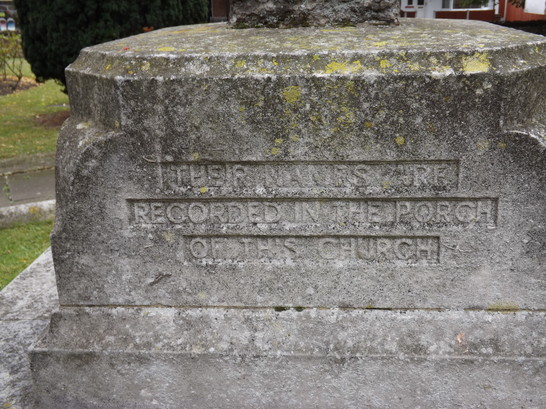 THEIR NAMES ARE
RECORDED IN THE PORCH
OF THIS CHURCH